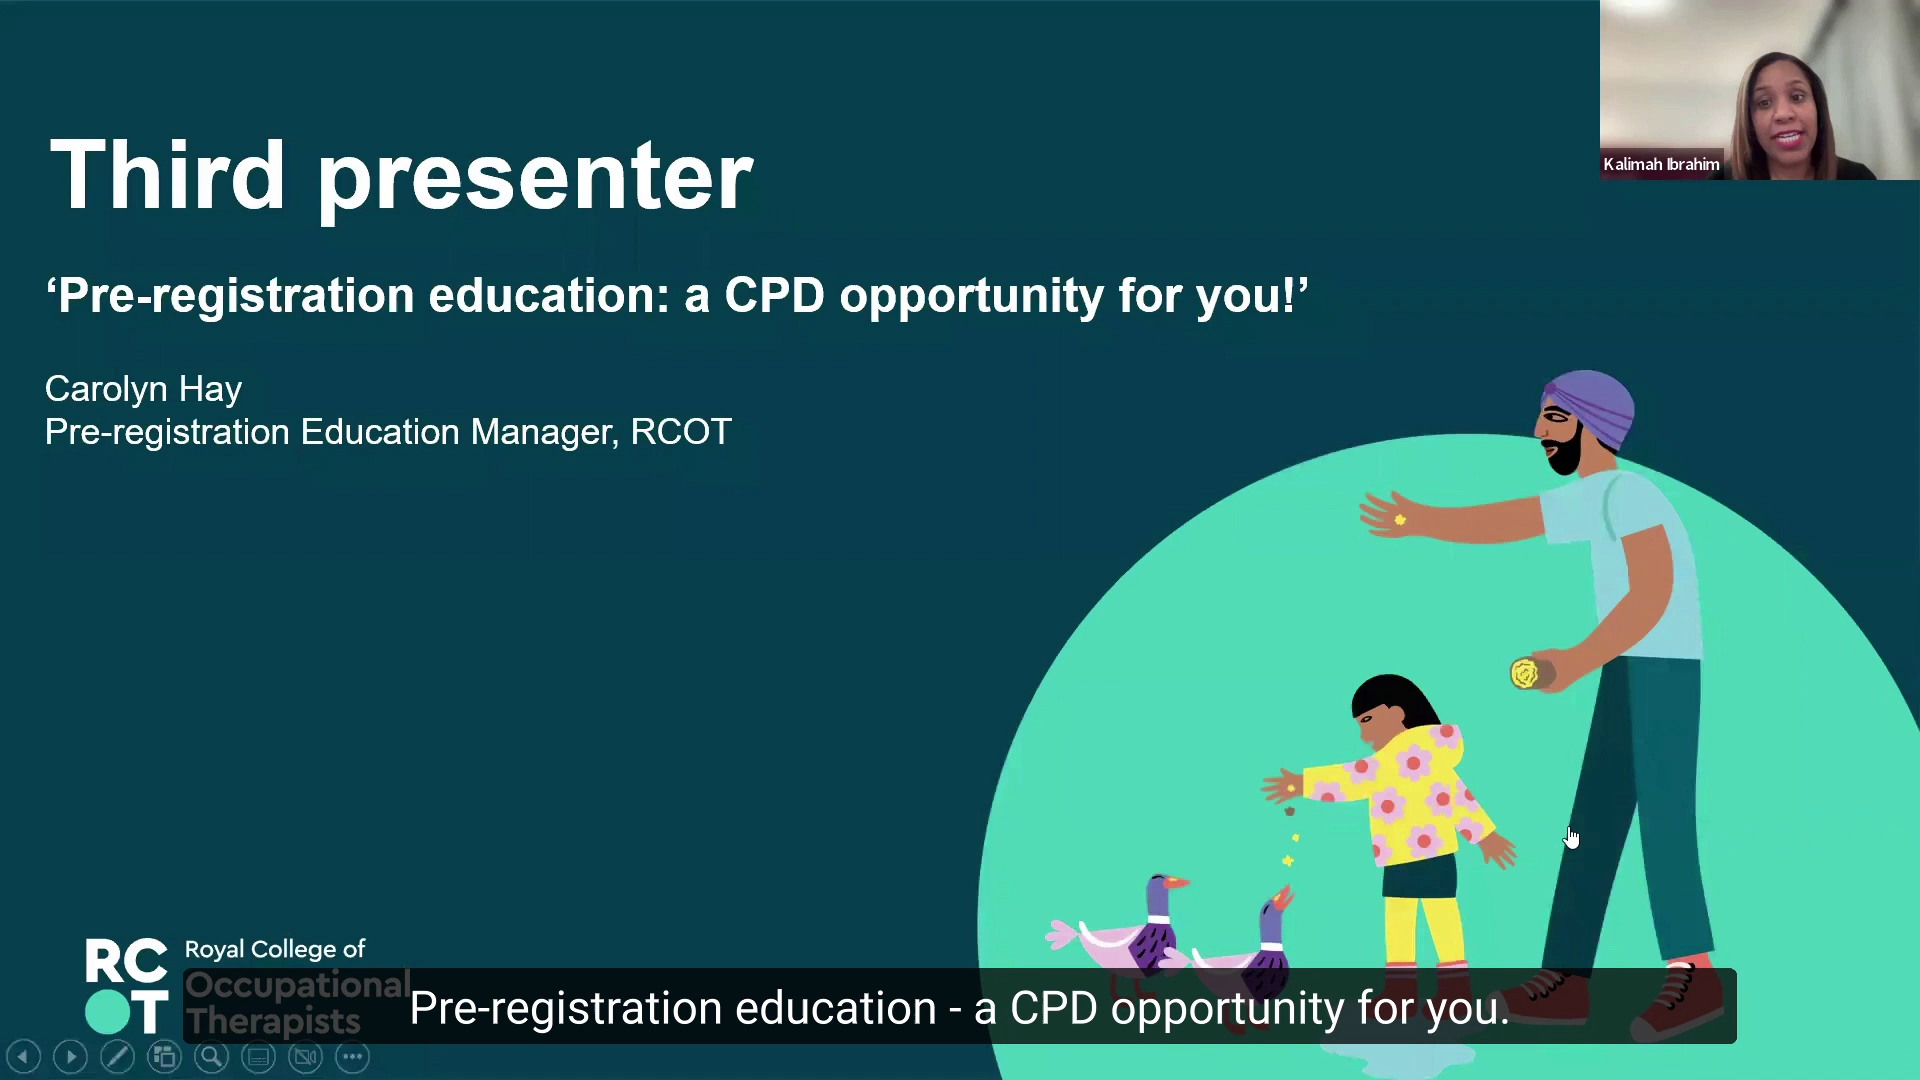 Third presenter
‘Pre-registration education: a CPD opportunity for you!’
Carolyn Hay
Pre-registration Education Manager, RCOT
Kalimah Ibrahim
RC
OT
Royal College of
Occupational
Therapists
Pre-registration education - a CPD opportunity for you.